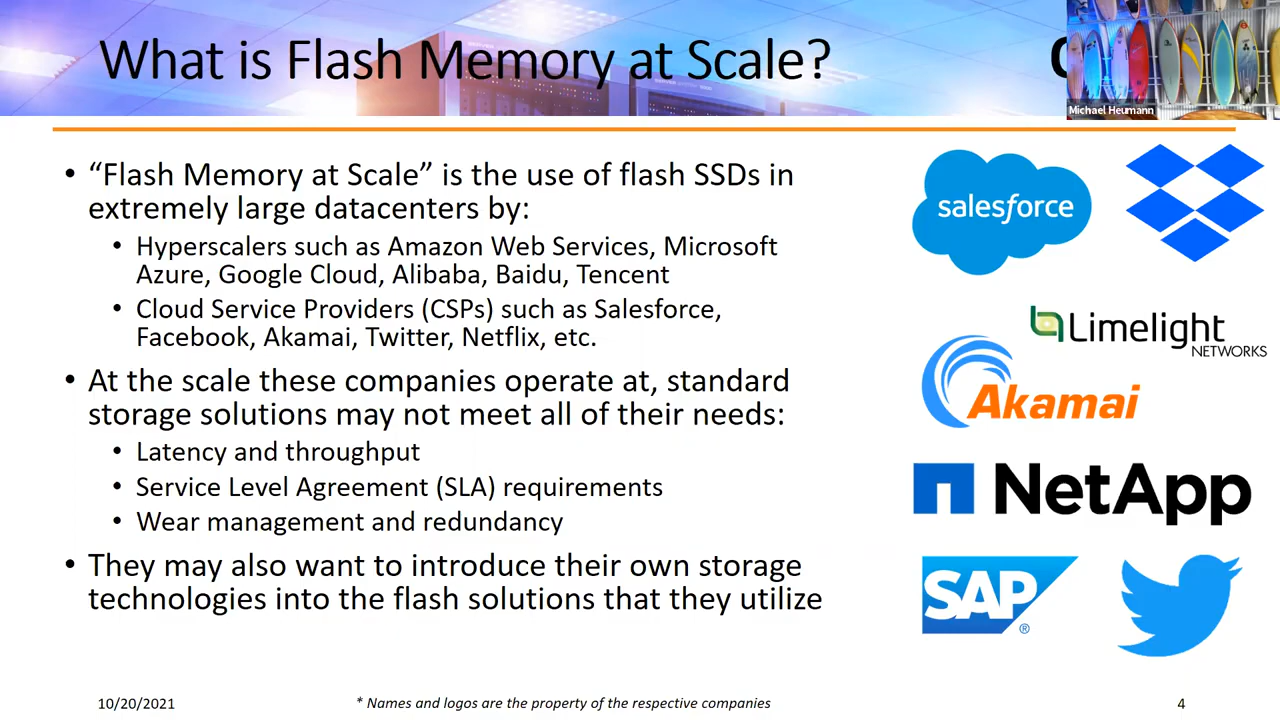 What is Flash Memory at Scale?
Michael Heumann
• “Flash Memory at Scale” is the use of flash SSDs in
extremely large datacenters by:
• Hyperscalers such as Amazon Web Services, Microsoft
Azure, Google Cloud, Alibaba, Baidu, Tencent
• Cloud Service Providers (CSPs) such as Salesforce,
Facebook, Akamai, Twitter, Netflix, etc.
• At the scale these companies operate at, standard
storage solutions may not meet all of their needs:
• Latency and throughput
• Service Level Agreement (SLA) requirements
• Wear management and redundancy
• They may also want to introduce their own storage
technologies into the flash solutions that they utilize
salesforce
Limelight
NETWORKS
Akamai
NetApp
SAP
®
10/20/2021
* Names and logos are the property of the respective companies
4